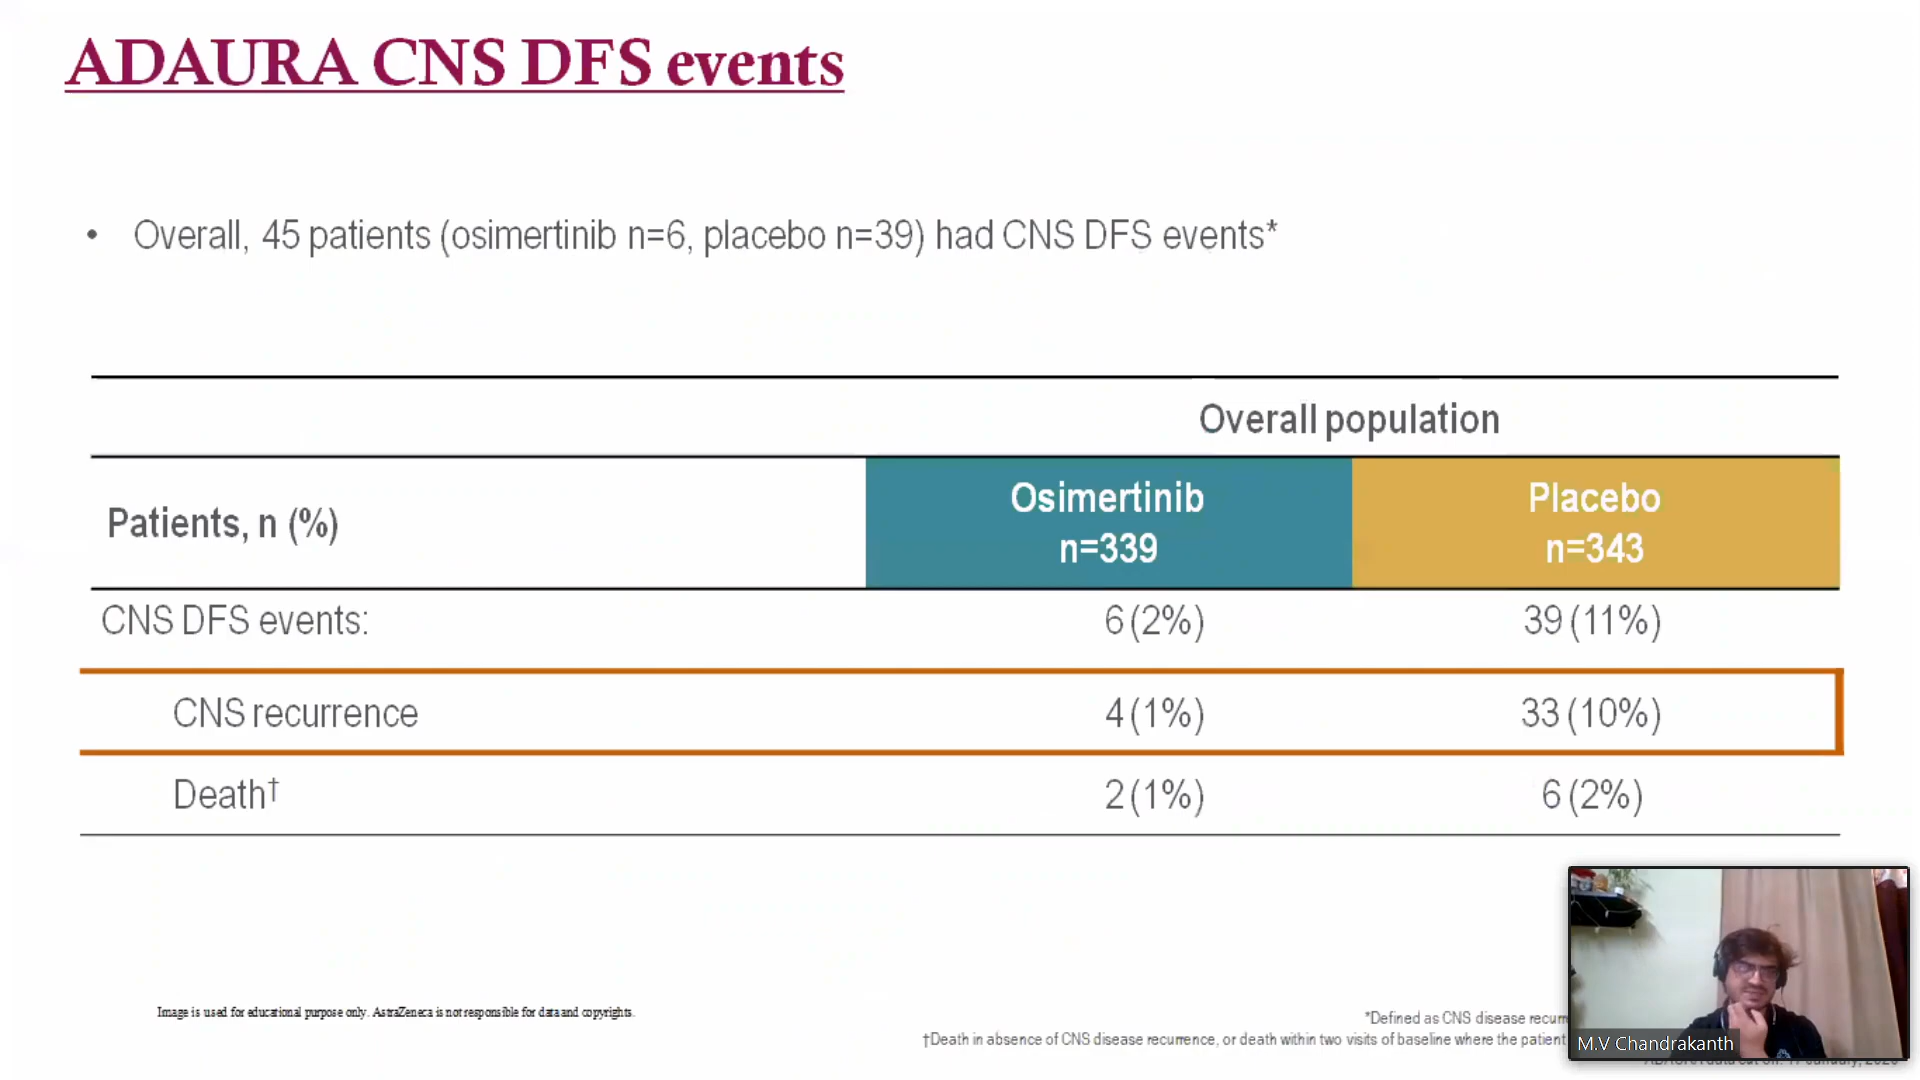 ADAURA CNS DFS events
• Overall, 45 patients (osimertinib n=6, placebo n=39) had CNS DFS events*
Overall population
Patients, n (%)
Osimertinib
n=339
Placebo
n=343
CNS DFS events: 6 (2%) 39 (11%)
CNS recurrence 4 (1%) 33 (10%)
Death† 2 (1%) 6 (2%)
Image is used for educational purpose only. AstraZeneca is not responsible for data and copyrights.
*Defined as CNS disease recurr
†Death in absence of CNS disease recurrence, or death within two visits of baseline where the patient
M.V Chandrakanth